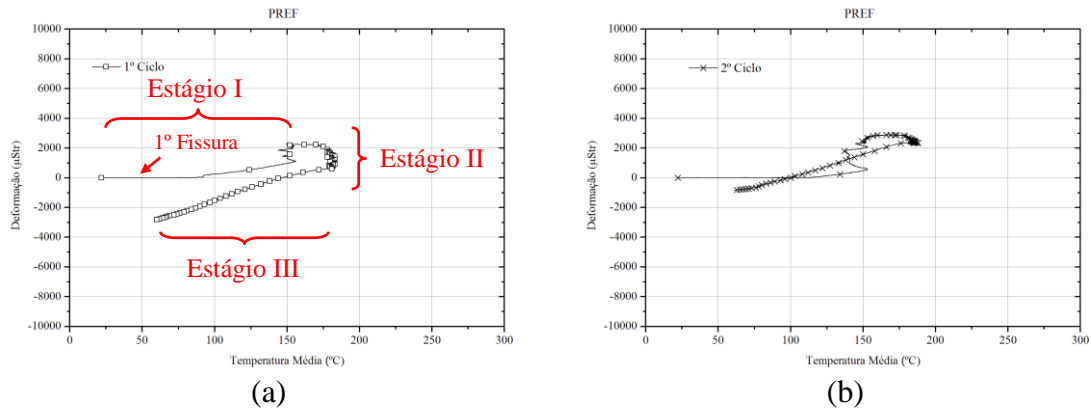 PREF
10000
8000
6000
4000
2000
0
-2000
-4000
-6000
-8000
-10000
0 50 100 150 200 250 300
Deformação (µStr)
Temperatura Média (ºC)
1º Ciclo
Estágio I
1º Fissura
Estágio II
Estágio III
(a)
PREF
10000
8000
6000
4000
2000
0
-2000
-4000
-6000
-8000
-10000
0 50 100 150 200 250 300
Deformação (µStr)
Temperatura Média (ºC)
2º Ciclo
(b)